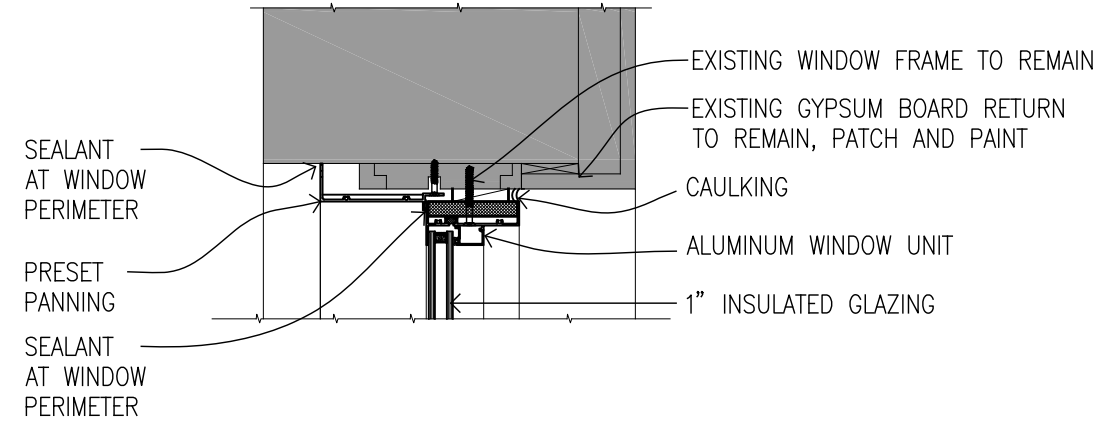 EXISTING WINDOW FRAME TO REMAIN
EXISTING GYPSUM BOARD RETURN
TO REMAIN, PATCH AND PAINT
CAULKING
ALUMINUM WINDOW UNIT
1” INSULATED GLAZING
SEALANT
AT WINDOW
PERIMETER
PRESET
PANNING
SEALANT
AT WINDOW
PERIMETER